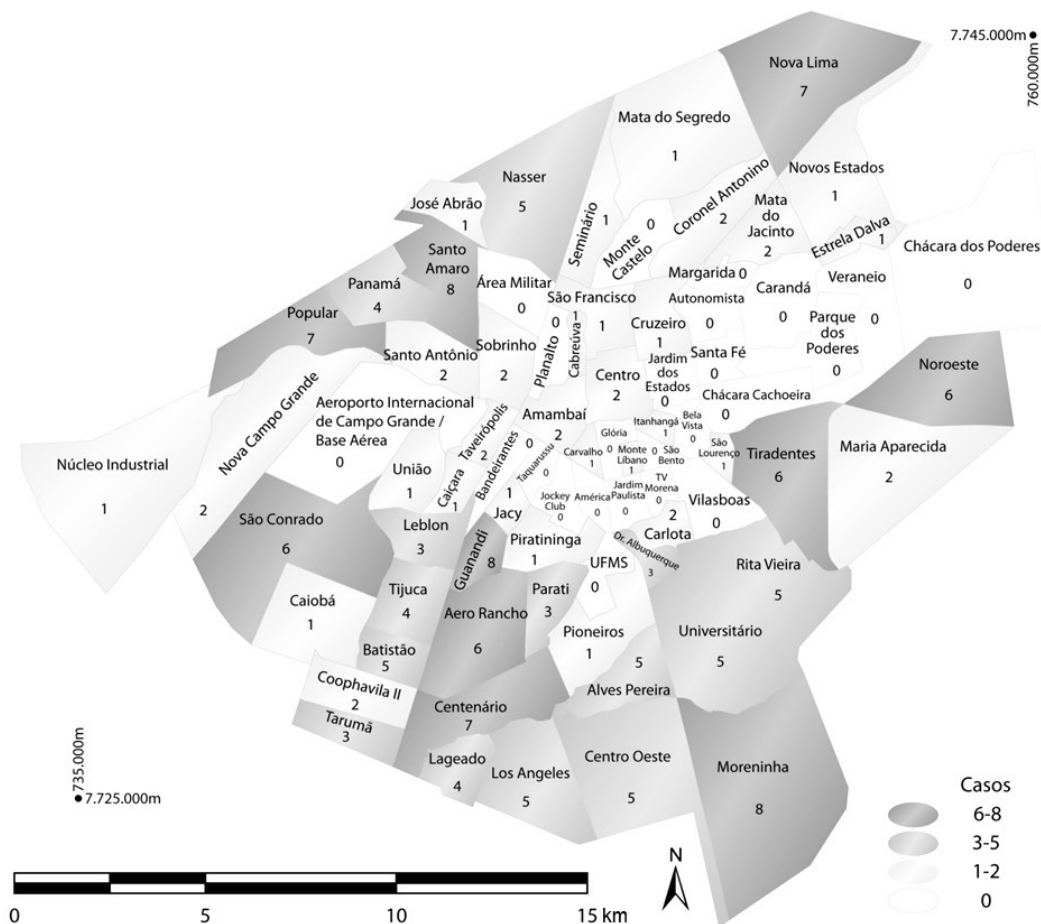 7.745.000m
760.000m
Nova Lima
7
Mata do Segredo
1
Nasser
5
Novos Estados
1
José Abrão
1
Seminário
1
Monte
Castelo
0
Coronel Antonino
2
Mata
do
Jacinto
2
Estrela Dalva
1
Chácara dos Poderes
0
Santo
Amaro
8
Panamá
4
Popular
7
Área Militar
0
São Francisco
1
Margarida 0
Autonomista
0
Carandá
0
Veraneio
0
Parque
dos
Poderes
0
Planalto
0
Cabreúva
1
Cruzeiro
1
Santo Antônio
2
Sobrinho
2
Centro
2
Jardim
dos
Estados
0
Santa Fé
0
Chácara Cachoeira
0
Noroeste
6
Nova Campo Grande
2
Aeroporto Internacional
de Campo Grande /
Base Aérea
0
Núcleo Industrial
1
União
1
Taveirópolis
2
Caiçara
1
Bandeirantes
1
Amambaí
2
0
Taquarussu
0
Glória
0
Itanhangá
1
Bela
Vista
0
Carvalho
1
Monte
Líbano
1
0
São
Bento
São
Lourenço
1
Tiradentes
6
Maria Aparecida
2
Jockey
Club
0
América
0
Jardim
Paulista
0
TV
Morena
0
Vilasboas
0
Jacy
2
Carlota
São Conrado
6
Leblon
3
Guanandi
8
Piratininga
1
UFMS
0
Dr. Albuquerque
3
Rita Vieira
5
Caiobá
1
Tijuca
4
Aero Rancho
6
Parati
3
Pioneiros
1
Universitário
5
Batistão
5
Coophavila II
2
Tarumã
3
Centenário
7
5
Alves Pereira
Lageado
4
Los Angeles
5
Centro Oeste
5
Moreninha
8
735.000m
7.725.000m
Casos
6-8
3-5
1-2
0
N
0 5 10 15 km